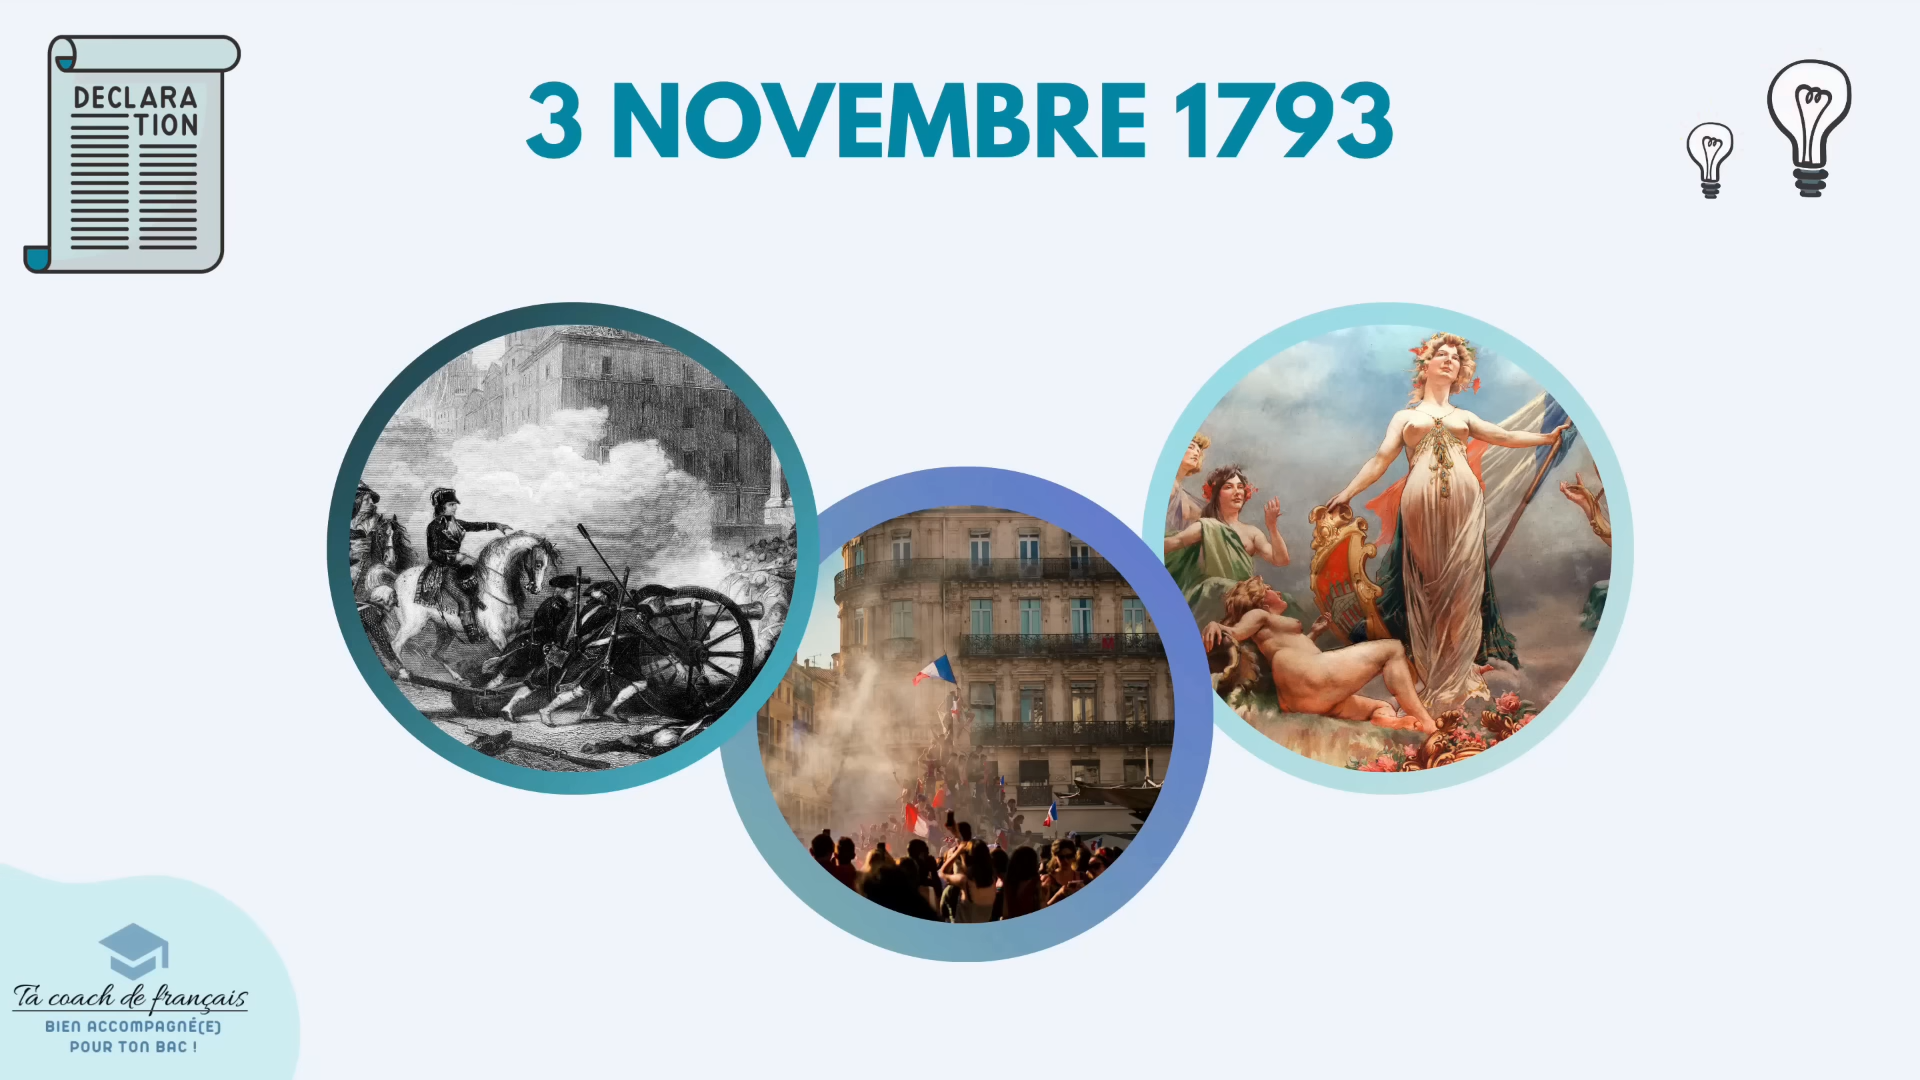 DECLARA
TION
3 NOVEMBRE 1793
Ta coach de français
BIEN ACCOMPAGNÉ(E)
POUR TON BAC !